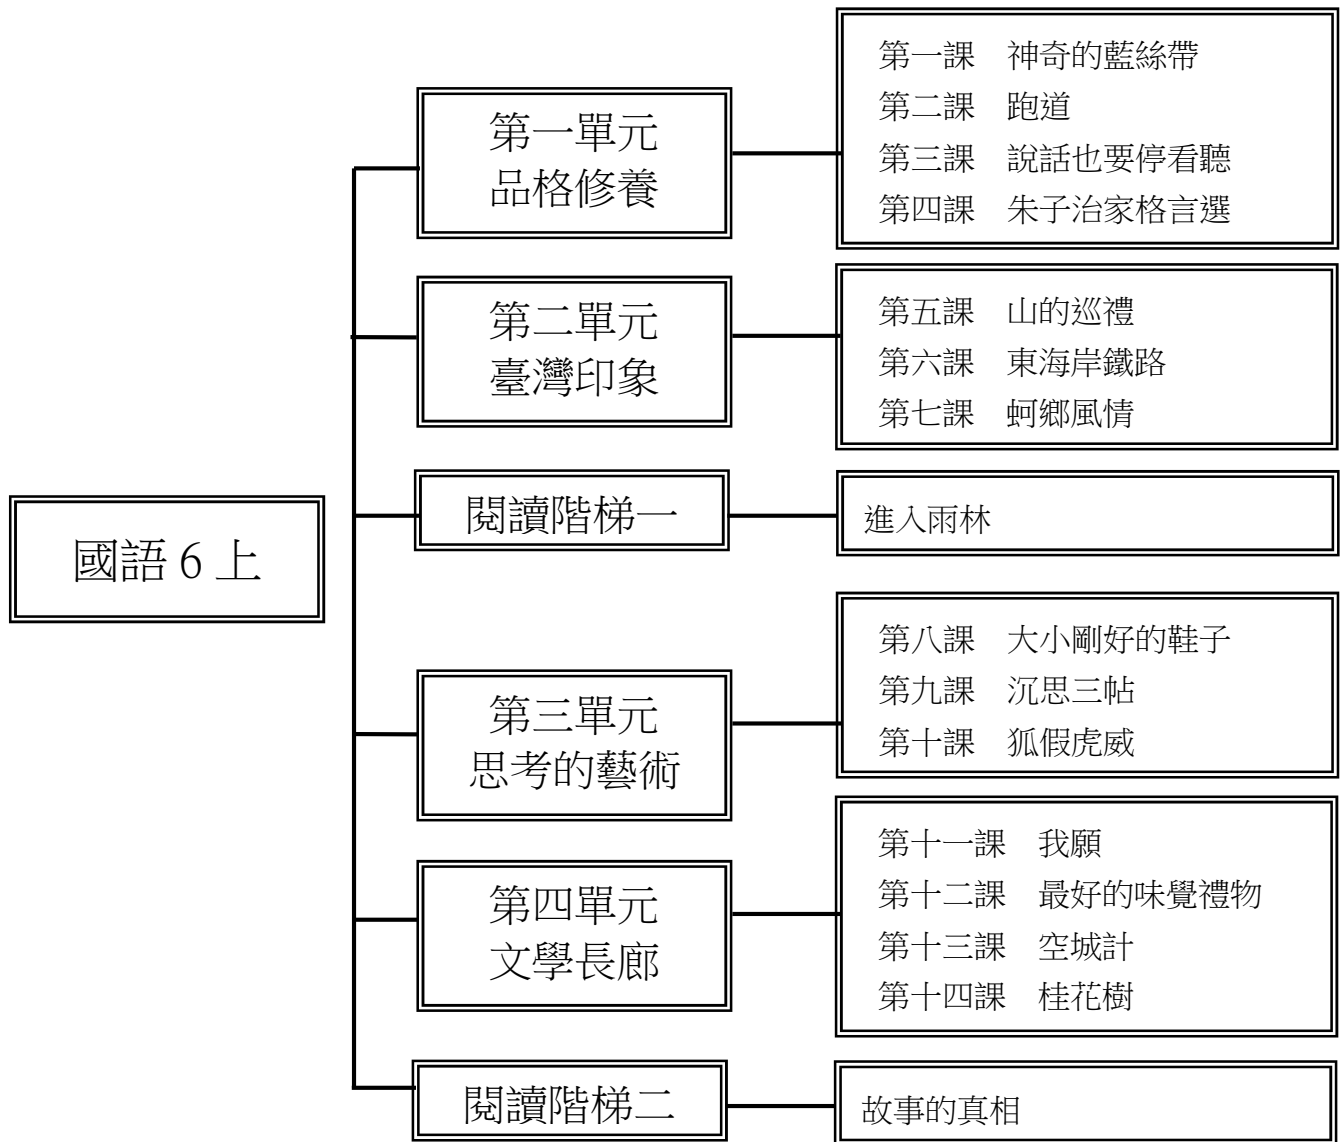 國語 6 上
第一單元
品格修養
第一課　神奇的藍絲帶
第二課　跑道
第三課　說話也要停看聽
第四課　朱子治家格言選
第二單元
臺灣印象
第五課　山的巡禮
第六課　東海岸鐵路
第七課　蚵鄉風情
閱讀階梯一
進入雨林
第三單元
思考的藝術
第八課　大小剛好的鞋子
第九課　沉思三帖
第十課　狐假虎威
第四單元
文學長廊
第十一課　我願
第十二課　最好的味覺禮物
第十三課　空城計
第十四課　桂花樹
閱讀階梯二
故事的真相